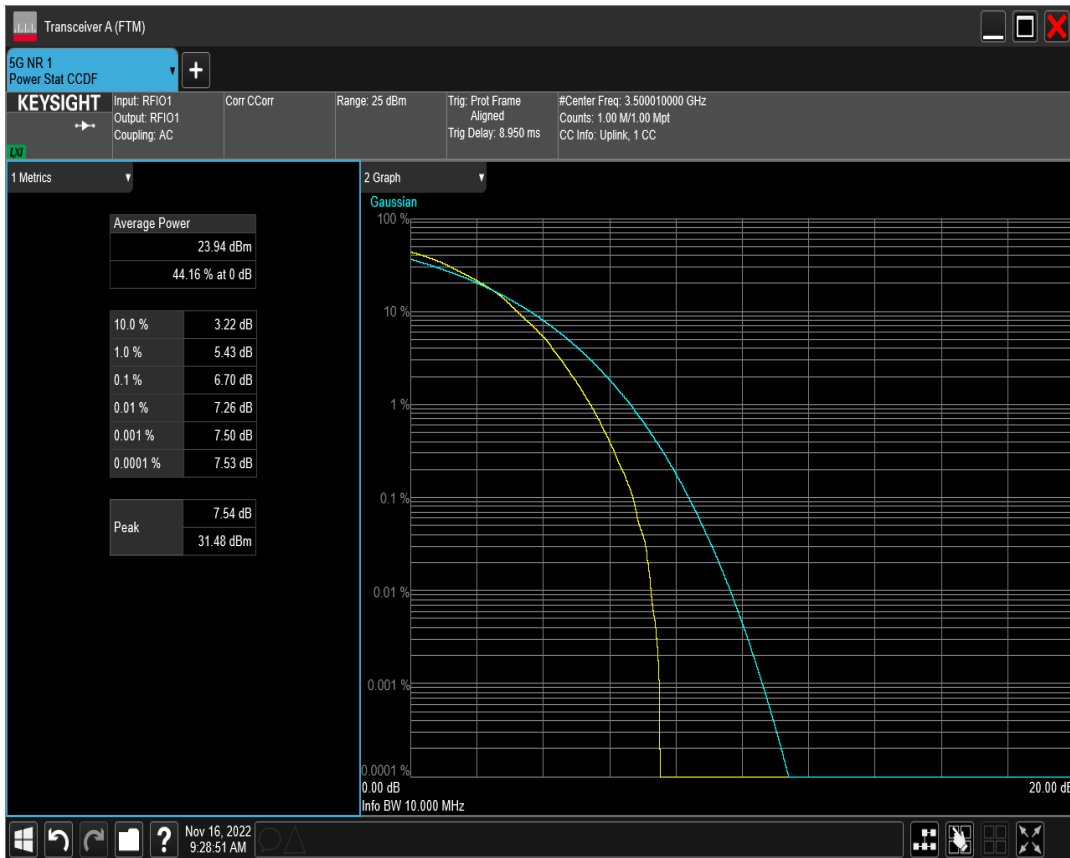 Transceiver A (FTM)
5G NR 1
Power Stat CCDF
+
KEYSIGHT
LXI
Input: RFIO1
Output: RFIO1
Coupling: AC
Corr CCorr
Range: 25 dBm
Trig: Prot Frame
Aligned
Trig Delay: 8.950 ms
#Center Freq: 3.500010000 GHz
Counts: 1.00 M/1.00 Mpt
CC Info: Uplink, 1 CC
1 Metrics
Average Power
23.94 dBm
44.16 % at 0 dB
10.0 % 3.22 dB
1.0 % 5.43 dB
0.1 % 6.70 dB
0.01 % 7.26 dB
0.001 % 7.50 dB
0.0001 % 7.53 dB
Peak
7.54 dB
31.48 dBm
2 Graph
Gaussian
100 %
10 %
1 %
0.1 %
0.01 %
0.001 %
0.0001 %
0.00 dB 20.00 dB
Info BW 10.000 MHz
?
Nov 16, 2022
9:28:51 AM